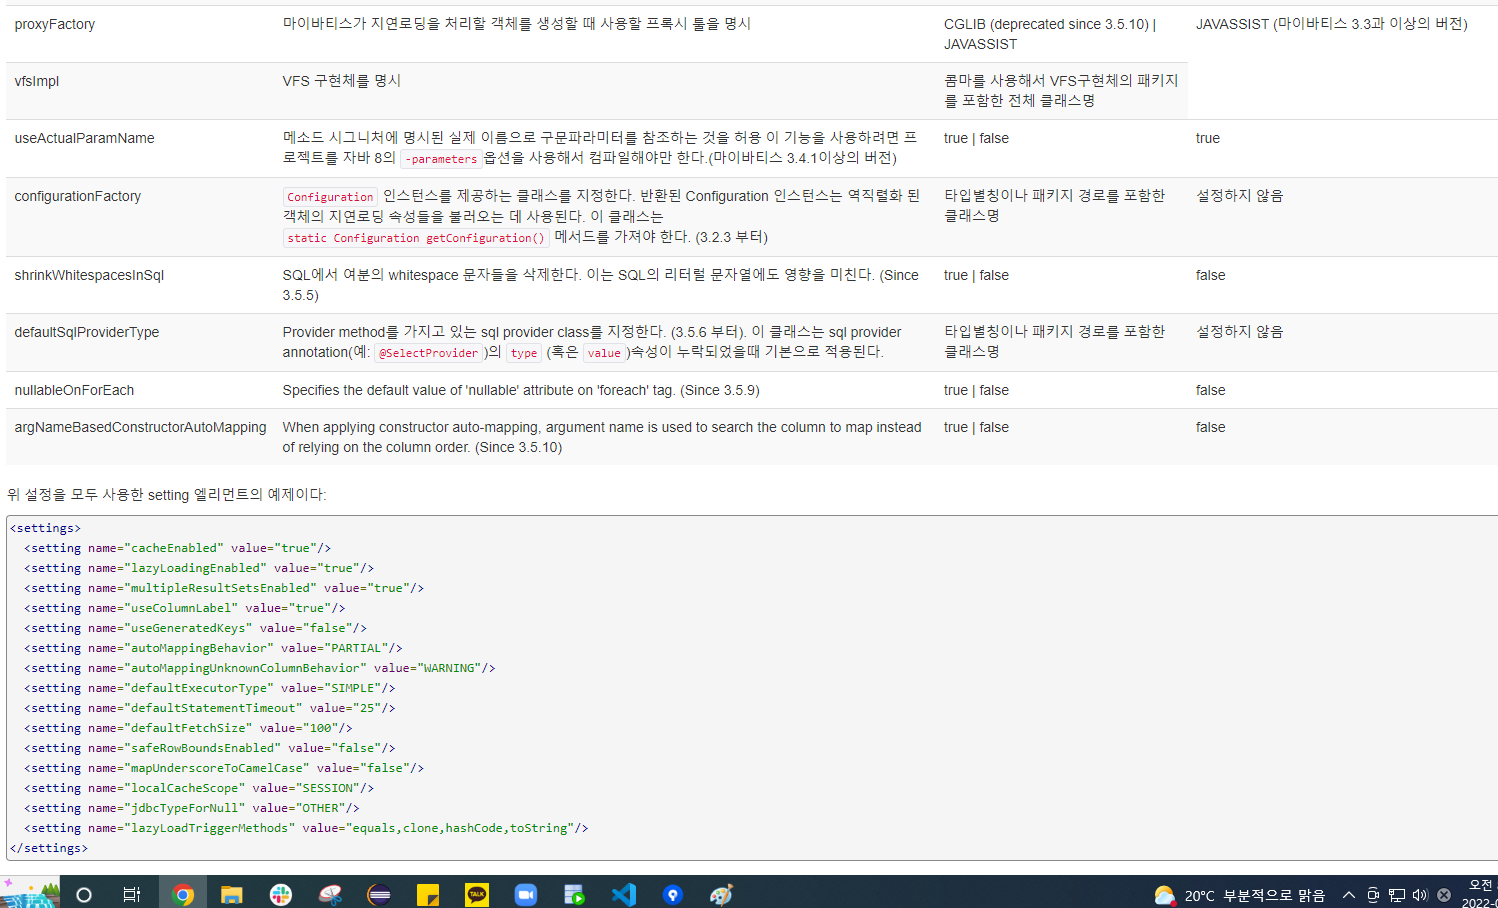 proxyFactory
마이바티스가 지연로딩을 처리할 객체를 생성할 때 사용할 프록시 툴을 명시
CGLIB (deprecated since 3.5.10) |
JAVASSIST
JAVASSIST (마이바티스 3.3과 이상의 버전)
vfsImpl
VFS 구현체를 명시
콤마를 사용해서 VFS구현체의 패키지
를 포함한 전체 클래스명
useActualParamName
메소드 시그니처에 명시된 실제 이름으로 구문파라미터를 참조하는 것을 허용 이 기능을 사용하려면 프
로젝트를 자바 8의 -parameters 옵션을 사용해서 컴파일해야만 한다.(마이바티스 3.4.1이상의 버전)
true | false
true
configurationFactory
Configuration 인스턴스를 제공하는 클래스를 지정한다. 반환된 Configuration 인스턴스는 역직렬화 된
객체의 지연로딩 속성들을 불러오는 데 사용된다. 이 클래스는
static Configuration getConfiguration() 메서드를 가져야 한다. (3.2.3 부터)
타입별칭이나 패키지 경로를 포함한
클래스명
설정하지 않음
shrinkWhitespacesInSql
SQL에서 여분의 whitespace 문자들을 삭제한다. 이는 SQL의 리터럴 문자열에도 영향을 미친다. (Since
3.5.5)
true | false
false
defaultSqlProviderType
Provider method를 가지고 있는 sql provider class를 지정한다. (3.5.6 부터). 이 클래스는 sql provider
annotation(예: @SelectProvider )의 type (혹은 value )속성이 누락되었을때 기본으로 적용된다.
타입별칭이나 패키지 경로를 포함한
클래스명
설정하지 않음
nullableOnForEach
Specifies the default value of 'nullable' attribute on 'foreach' tag. (Since 3.5.9)
true | false
false
argNameBasedConstructorAutoMapping
When applying constructor auto-mapping, argument name is used to search the column to map instead
of relying on the column order. (Since 3.5.10)
true | false
false
위 설정을 모두 사용한 setting 엘리먼트의 예제이다:
<settings>
<setting name="cacheEnabled" value="true"/>
<setting name="lazyLoadingEnabled" value="true"/>
<setting name="multipleResultSetsEnabled" value="true"/>
<setting name="useColumnLabel" value="true"/>
<setting name="useGeneratedKeys" value="false"/>
<setting name="autoMappingBehavior" value="PARTIAL"/>
<setting name="autoMappingUnknownColumnBehavior" value="WARNING"/>
<setting name="defaultExecutorType" value="SIMPLE"/>
<setting name="defaultStatementTimeout" value="25"/>
<setting name="defaultFetchSize" value="100"/>
<setting name="safeRowBoundsEnabled" value="false"/>
<setting name="mapUnderscoreToCamelCase" value="false"/>
<setting name="localCacheScope" value="SESSION"/>
<setting name="jdbcTypeForNull" value="OTHER"/>
<setting name="lazyLoadTriggerMethods" value="equals,clone,hashCode,toString"/>
</settings>
TALK
20°C 부분적으로 맑음
오전
2022-0